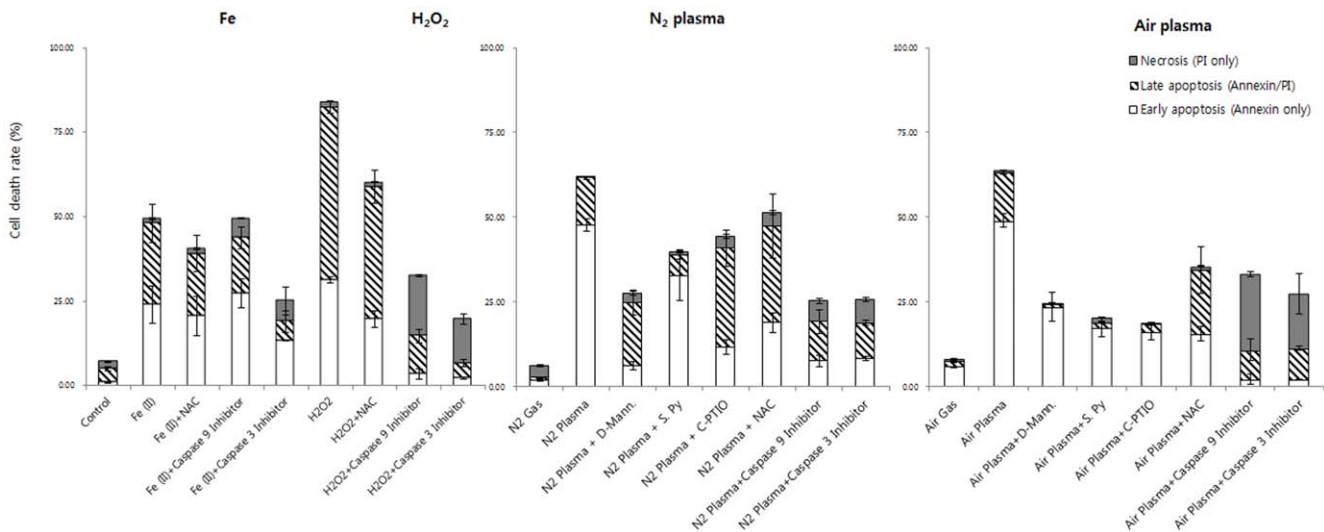 Fe
H2O2
N2 plasma
Air plasma
Cell death rate (%)
100.00
75.00
50.00
25.00
0.00
Control
Fe (II)
Fe (II)+NAC
Fe (II)+Caspase 9 Inhibitor
Fe (II)+Caspase 3 Inhibitor
H2O2
H2O2+NAC
H2O2+Caspase 9 Inhibitor
H2O2+Caspase 3 Inhibitor
100.00
75.00
50.00
25.00
0.00
N2 Gas
N2 Plasma
N2 Plasma + D-Mann.
N2 Plasma + S. Py
N2 Plasma + C-PTIO
N2 Plasma + NAC
N2 Plasma+Caspase 9 Inhibitor
N2 Plasma+Caspase 3 Inhibitor
100.00
75.00
50.00
25.00
0.00
Necrosis (PI only)
Late apoptosis (Annexin/PI)
Early apoptosis (Annexin only)
Air Gas
Air Plasma
Air Plasma+D-Mann.
Air Plasma+S. Py
Air Plasma+C-PTIO
Air Plasma+NAC
Air Plasma+Caspase 9 Inhibitor
Air Plasma+Caspase 3 Inhibitor